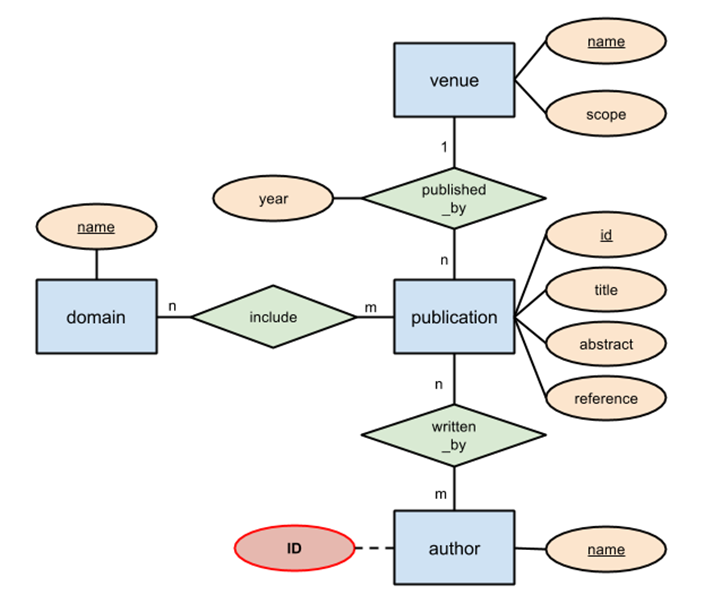 name
venue
scope
1
published
_by
year
n
name
id
title
domain
n
include
m
publication
abstract
reference
n
written
_by
m
ID
author
name